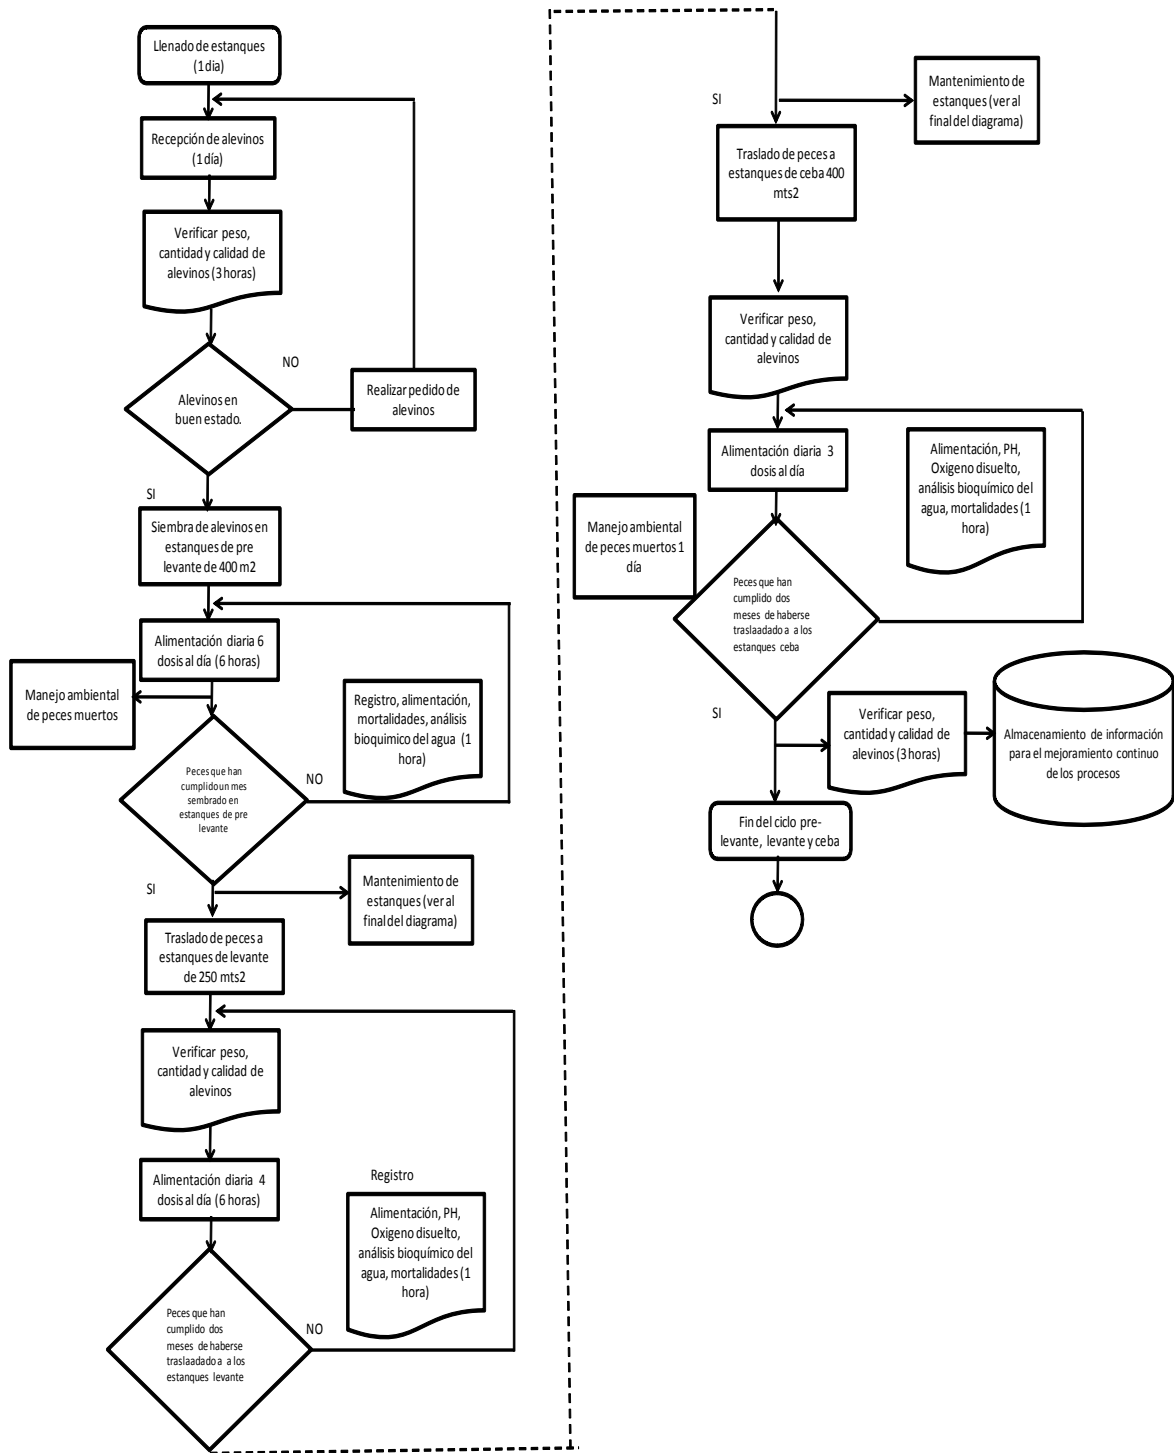 Llenado de estanques
(1 dia)
Recepción de alevinos
(1 día)
Verificar peso,
cantidad y calidad de
alevinos (3 horas)
NO
Alevinos en
buen estado.
Realizar pedido de
alevinos
SI
Siembra de alevinos en
estanques de pre
levante de 400 m2
Alimentación diaria 6
dosis al día (6 horas)
Manejo ambiental
de peces muertos
Registro, alimentación,
mortalidades, análisis
bioquimico del agua (1
hora)
Peces que han
cumplido un mes
sembrado en
estanques de pre
levante
NO
SI
Mantenimiento de
estanques (ver al
final del diagrama)
Traslado de peces a
estanques de levante
de 250 mts2
Verificar peso,
cantidad y calidad de
alevinos
Alimentación diaria 4
dosis al día (6 horas)
Registro
Alimentación, PH,
Oxigeno disuelto,
análisis bioquímico del
agua, mortalidades (1
hora)
Peces que han
cumplido dos
meses de haberse
traslaadado a a los
estanques levante
NO
SI
Mantenimiento de
estanques (ver al
final del diagrama)
Traslado de peces a
estanques de ceba 400
mts2
Verificar peso,
cantidad y calidad de
alevinos
Alimentación diaria 3
dosis al día
Alimentación, PH,
Oxigeno disuelto,
análisis bioquímico del
agua, mortalidades (1
hora)
Manejo ambiental
de peces muertos 1
día
Peces que han
cumplido dos
meses de haberse
traslaadado a a los
estanques ceba
SI
Verificar peso,
cantidad y calidad de
alevinos (3 horas)
Almacenamiento de información
para el mejoramiento continuo
de los procesos
Fin del ciclo pre-
levante, levante y ceba